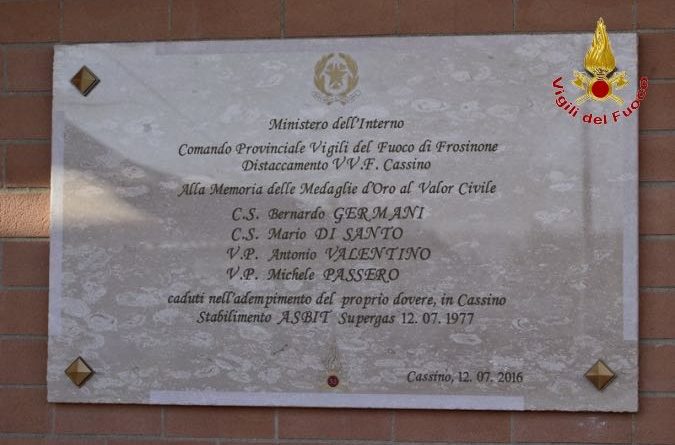 Vigili del Fuoco
Ministero dell'Interno
Comando Provinciale Vigili del Fuoco di Frosinone
Distaccamento V.V.F. Cassino
Alla Memoria delle Medaglie d'Oro al Valor Civile
C.S. Bernardo GERMANI
C.S. Mario DI SANTO
V.P. Antonio VALENTINO
V.P. Michele PASSERO
caduti nell'adempimento del proprio dovere, in Cassino
Stabilimento ASBIT Supergas 12.07.1977
Cassino, 12.07.2016